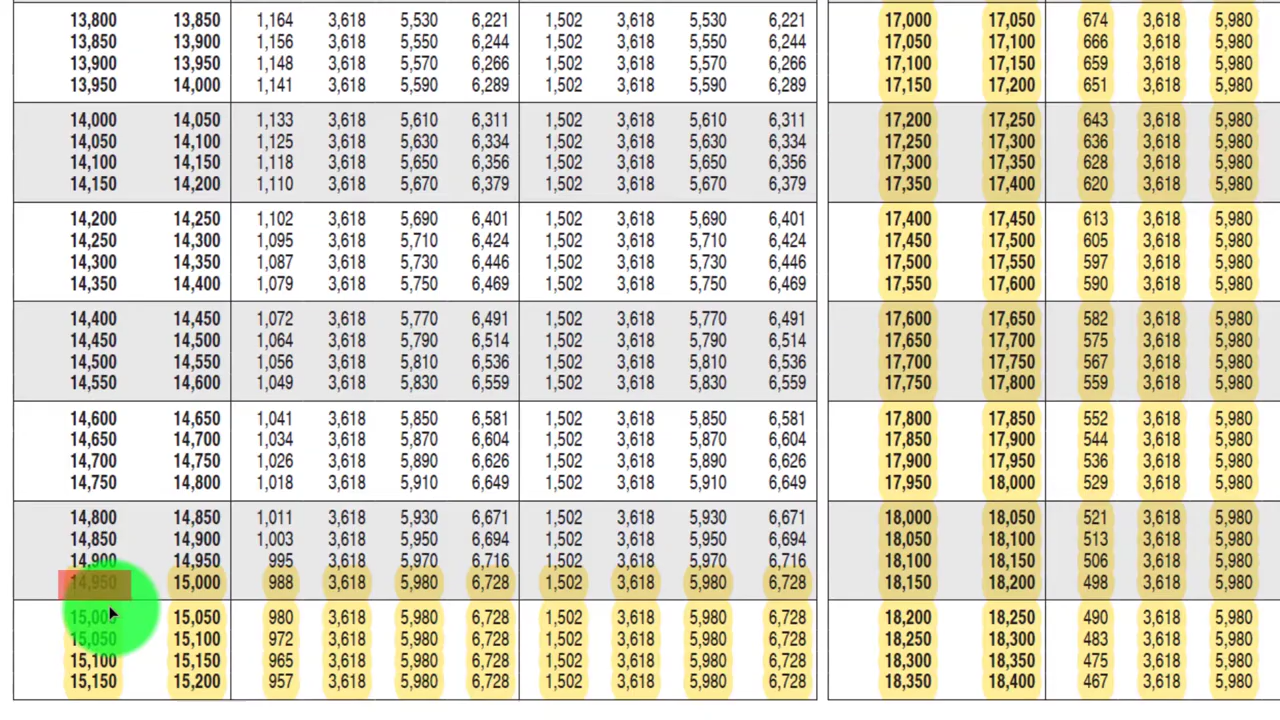 13,800 13,850 1,164 3,618 5,530 6,221 1,502 3,618 5,530 6,221
13,850 13,900 1,156 3,618 5,550 6,244 1,502 3,618 5,550 6,244
13,900 13,950 1,148 3,618 5,570 6,266 1,502 3,618 5,570 6,266
13,950 14,000 1,141 3,618 5,590 6,289 1,502 3,618 5,590 6,289
14,000 14,050 1,133 3,618 5,610 6,311 1,502 3,618 5,610 6,311
14,050 14,100 1,125 3,618 5,630 6,334 1,502 3,618 5,630 6,334
14,100 14,150 1,118 3,618 5,650 6,356 1,502 3,618 5,650 6,356
14,150 14,200 1,110 3,618 5,670 6,379 1,502 3,618 5,670 6,379
14,200 14,250 1,102 3,618 5,690 6,401 1,502 3,618 5,690 6,401
14,250 14,300 1,095 3,618 5,710 6,424 1,502 3,618 5,710 6,424
14,300 14,350 1,087 3,618 5,730 6,446 1,502 3,618 5,730 6,446
14,350 14,400 1,079 3,618 5,750 6,469 1,502 3,618 5,750 6,469
14,400 14,450 1,072 3,618 5,770 6,491 1,502 3,618 5,770 6,491
14,450 14,500 1,064 3,618 5,790 6,514 1,502 3,618 5,790 6,514
14,500 14,550 1,056 3,618 5,810 6,536 1,502 3,618 5,810 6,536
14,550 14,600 1,049 3,618 5,830 6,559 1,502 3,618 5,830 6,559
14,600 14,650 1,041 3,618 5,850 6,581 1,502 3,618 5,850 6,581
14,650 14,700 1,034 3,618 5,870 6,604 1,502 3,618 5,870 6,604
14,700 14,750 1,026 3,618 5,890 6,626 1,502 3,618 5,890 6,626
14,750 14,800 1,018 3,618 5,910 6,649 1,502 3,618 5,910 6,649
14,800 14,850 1,011 3,618 5,930 6,671 1,502 3,618 5,930 6,671
14,850 14,900 1,003 3,618 5,950 6,694 1,502 3,618 5,950 6,694
14,900 14,950 995 3,618 5,970 6,716 1,502 3,618 5,970 6,716
14,950 15,000 988 3,618 5,980 6,728 1,502 3,618 5,980 6,728
15,000 15,050 980 3,618 5,980 6,728 1,502 3,618 5,980 6,728
15,050 15,100 972 3,618 5,980 6,728 1,502 3,618 5,980 6,728
15,100 15,150 965 3,618 5,980 6,728 1,502 3,618 5,980 6,728
15,150 15,200 957 3,618 5,980 6,728 1,502 3,618 5,980 6,728
17,000 17,050 674 3,618 5,980
17,050 17,100 666 3,618 5,980
17,100 17,150 659 3,618 5,980
17,150 17,200 651 3,618 5,980
17,200 17,250 643 3,618 5,980
17,250 17,300 636 3,618 5,980
17,300 17,350 628 3,618 5,980
17,350 17,400 620 3,618 5,980
17,400 17,450 613 3,618 5,980
17,450 17,500 605 3,618 5,980
17,500 17,550 597 3,618 5,980
17,550 17,600 590 3,618 5,980
17,600 17,650 582 3,618 5,980
17,650 17,700 575 3,618 5,980
17,700 17,750 567 3,618 5,980
17,750 17,800 559 3,618 5,980
17,800 17,850 552 3,618 5,980
17,850 17,900 544 3,618 5,980
17,900 17,950 536 3,618 5,980
17,950 18,000 529 3,618 5,980
18,000 18,050 521 3,618 5,980
18,050 18,100 513 3,618 5,980
18,100 18,150 506 3,618 5,980
18,150 18,200 498 3,618 5,980
18,200 18,250 490 3,618 5,980
18,250 18,300 483 3,618 5,980
18,300 18,350 475 3,618 5,980
18,350 18,400 467 3,618 5,980